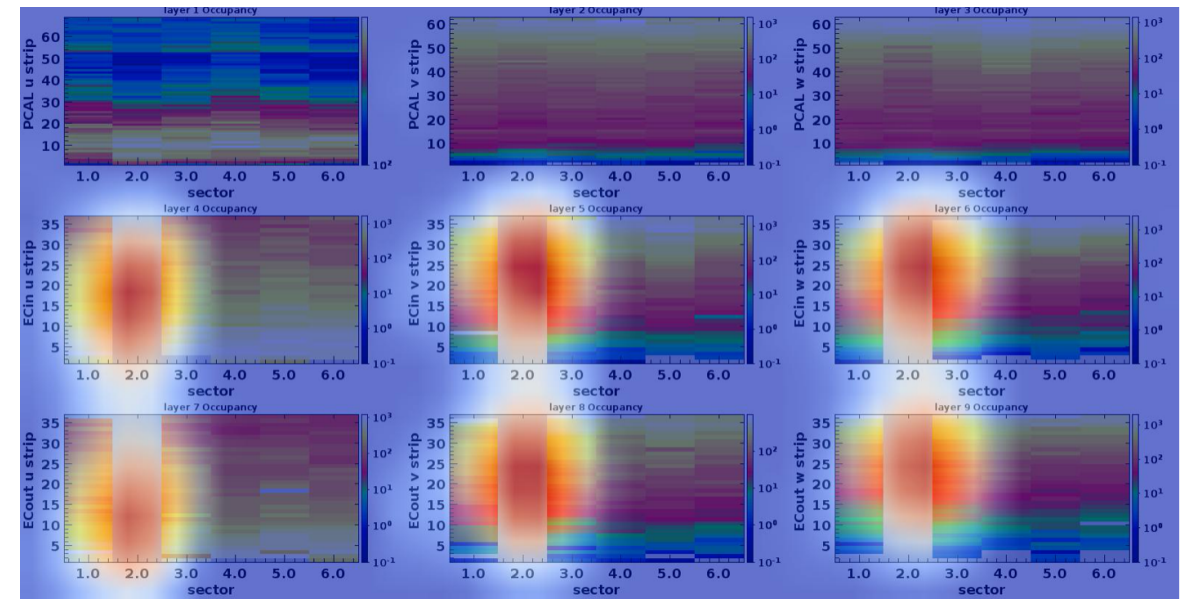 layer 1 Occupancy
layer 2 Occupancy
layer 3 Occupancy
PCAL u strip
60
50
40
30
20
10
10²
1.0 2.0 3.0 4.0 5.0 6.0
sector
PCAL v strip
60
50
40
30
20
10
10³
10²
10¹
10⁰
10⁻¹
1.0 2.0 3.0 4.0 5.0 6.0
sector
PCAL w strip
60
50
40
30
20
10
10³
10²
10¹
10⁰
10⁻¹
1.0 2.0 3.0 4.0 5.0 6.0
sector
layer 4 Occupancy
layer 5 Occupancy
layer 6 Occupancy
ECin u strip
35
30
25
20
15
10
5
10³
10²
10¹
10⁰
10⁻¹
1.0 2.0 3.0 4.0 5.0 6.0
sector
ECin v strip
35
30
25
20
15
10
5
10³
10²
10¹
10⁰
10⁻¹
1.0 2.0 3.0 4.0 5.0 6.0
sector
ECin w strip
35
30
25
20
15
10
5
10³
10²
10¹
10⁰
10⁻¹
1.0 2.0 3.0 4.0 5.0 6.0
sector
layer 7 Occupancy
layer 8 Occupancy
layer 9 Occupancy
ECout u strip
35
30
25
20
15
10
5
10³
10²
10¹
10⁰
10⁻¹
1.0 2.0 3.0 4.0 5.0 6.0
sector
ECout v strip
35
30
25
20
15
10
5
10²
10¹
10⁰
10⁻¹
1.0 2.0 3.0 4.0 5.0 6.0
sector
ECout w strip
35
30
25
20
15
10
5
10³
10²
10¹
10⁰
10⁻¹
1.0 2.0 3.0 4.0 5.0 6.0
sector